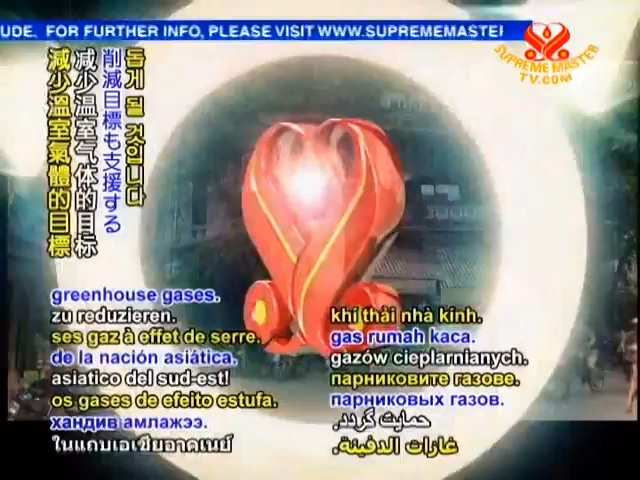 UDE. FOR FURTHER INFO, PLEASE VISIT WWW.SUPREMEMASTER
SUPREME MASTER
TV.COM
돕게 될 것입니다
削減目標も支援する
减少温室气体的目标
減少溫室氣體的目標
greenhouse gases.
zu reduzieren.
ses gaz à effet de serre.
de la nación asiática.
asiatico del sud-est!
os gases de efeito estufa.
хандив амлажээ.
ในแถบเอเชียอาคเนย์
khí thải nhà kính.
gas rumah kaca.
gazów cieplarnianych.
парниковите газове.
парниковых газов.
حمایت گردد.
غازات الدفيئة.